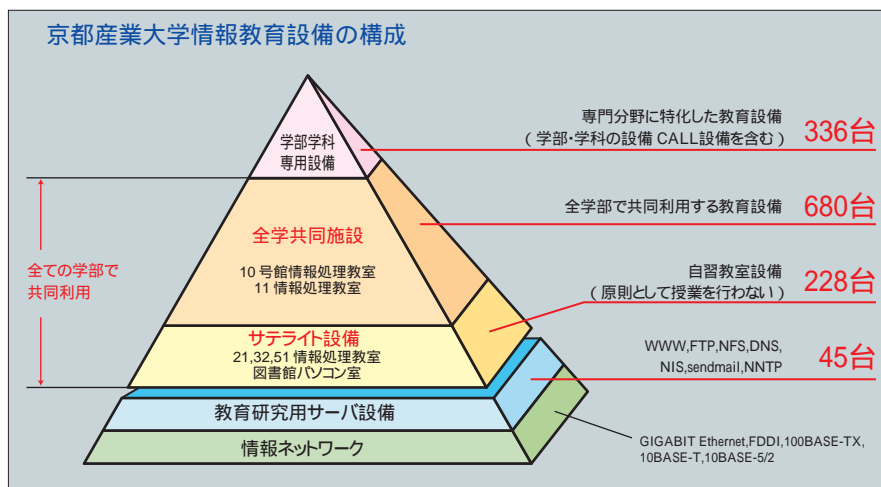 京都産業大学情報教育設備の構成
学部学科
専用設備
専門分野に特化した教育設備
( 学部・学科の設備 CALL設備を含む )
336台
全ての学部で
共同利用
全学共同施設
10 号館情報処理教室
11 情報処理教室
全学部で共同利用する教育設備
680台
サテライト設備
21,32,51 情報処理教室
図書館パソコン室
自習教室設備
( 原則として授業を行わない )
228台
教育研究用サーバ設備
WWW,FTP,NFS,DNS,
NIS,sendmail,NNTP
45台
情報ネットワーク
GIGABIT Ethernet,FDDI,100BASE-TX,
10BASE-T,10BASE-5/2